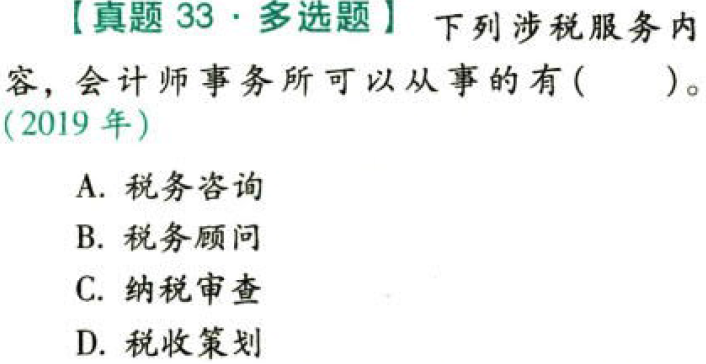 【真题 33·多选题】 下列涉税服务内
容，会计师事务所可以从事的有(　　)。
(2019 年)
A. 税务咨询
B. 税务顾问
C. 纳税审查
D. 税收策划